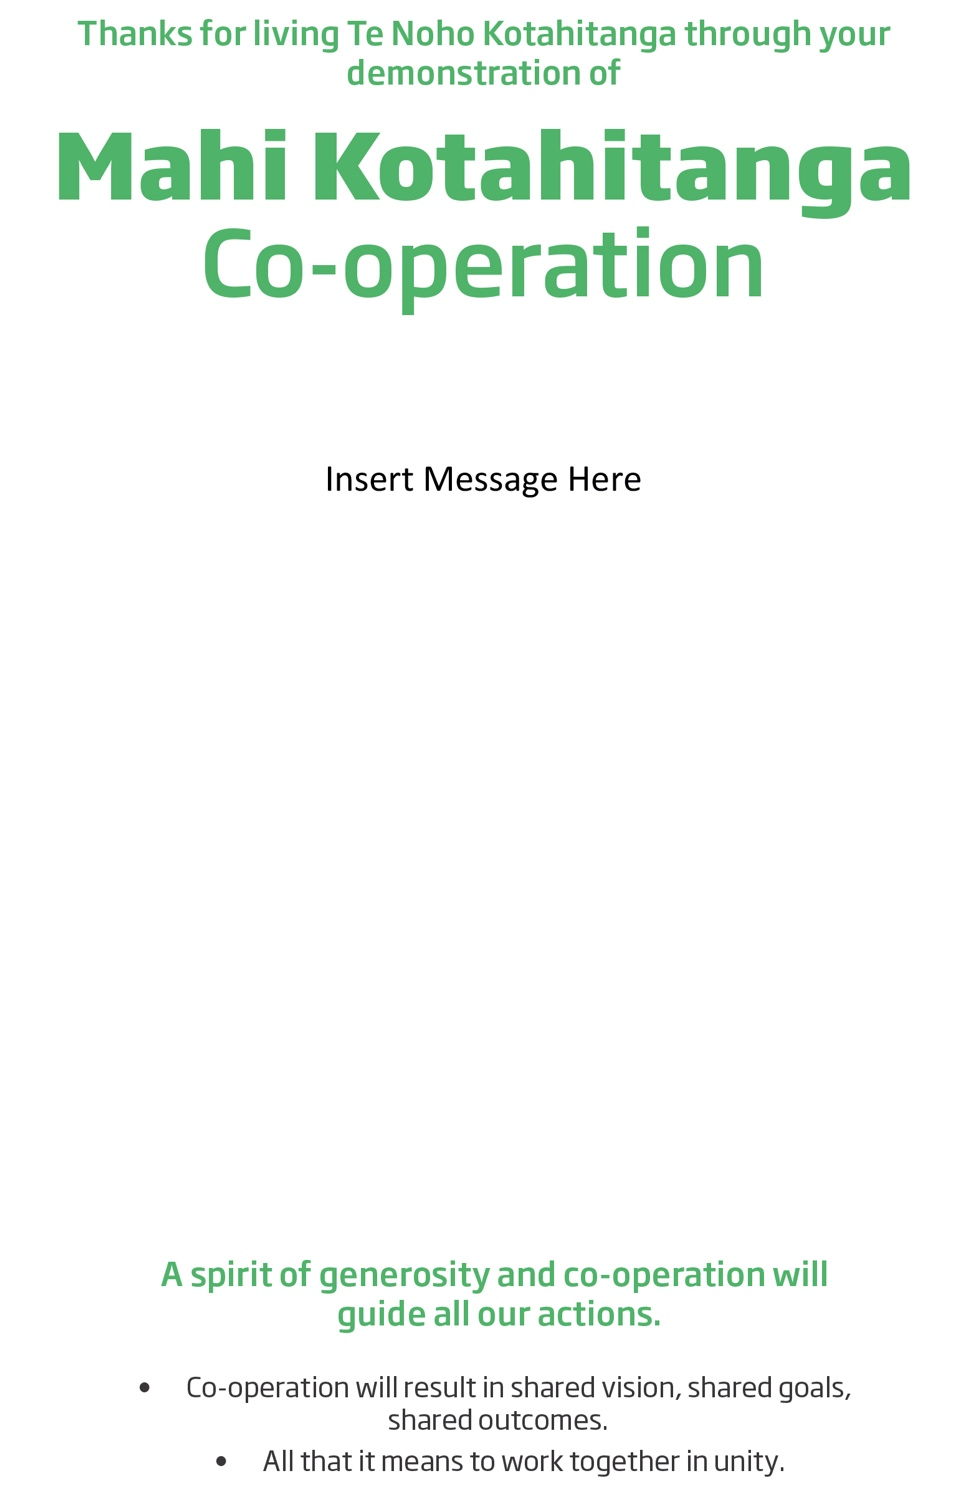 Thanks for living Te Noho Kotahitanga through your
demonstration of
Mahi Kotahitanga
Co-operation
Insert Message Here
A spirit of generosity and co-operation will
guide all our actions.
• Co-operation will result in shared vision, shared goals,
shared outcomes.
• All that it means to work together in unity.